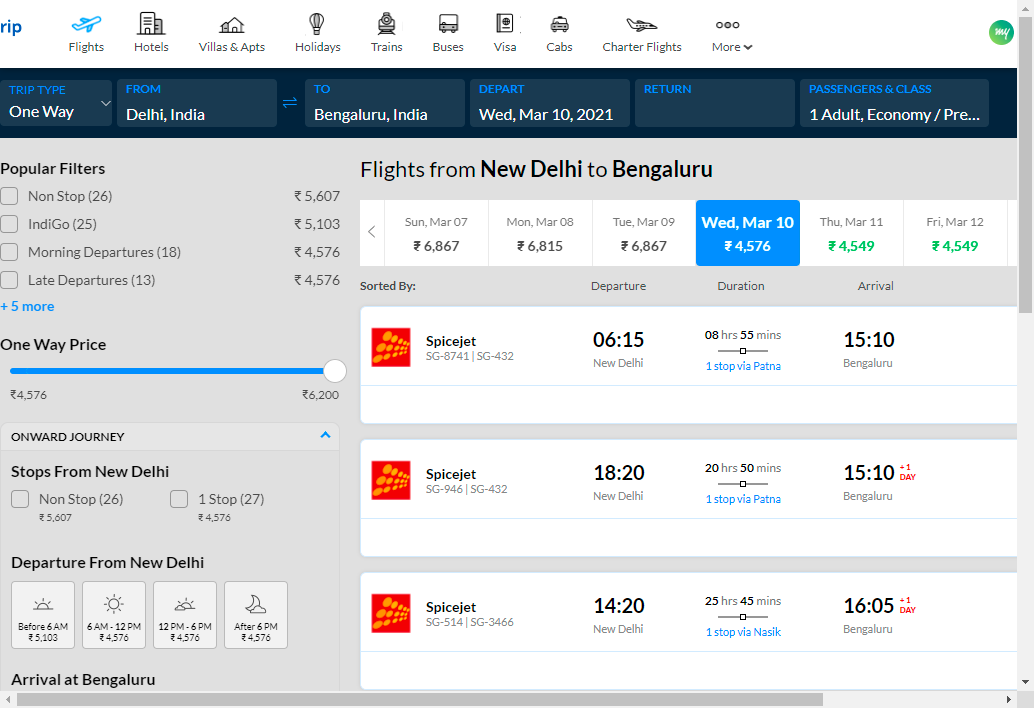 rip
Flights
Hotels
Villas & Apts
Holidays
Trains
Buses
Visa
Cabs
Charter Flights
More
my
TRIP TYPE
One Way
FROM
Delhi, India
TO
Bengaluru, India
DEPART
Wed, Mar 10, 2021
RETURN
PASSENGERS & CLASS
1 Adult, Economy / Pre...
Popular Filters
Non Stop (26) ₹ 5,607
IndiGo (25) ₹ 5,103
Morning Departures (18) ₹ 4,576
Late Departures (13) ₹ 4,576
+ 5 more
One Way Price
₹4,576 ₹6,200
ONWARD JOURNEY
Stops From New Delhi
Non Stop (26)
₹ 5,607
1 Stop (27)
₹ 4,576
Departure From New Delhi
Before 6 AM
₹ 5,103
6 AM - 12 PM
₹ 4,576
12 PM - 6 PM
₹ 4,576
After 6 PM
₹ 4,576
Arrival at Bengaluru
Flights from New Delhi to Bengaluru
Sun, Mar 07
₹ 6,867
Mon, Mar 08
₹ 6,815
Tue, Mar 09
₹ 6,867
Wed, Mar 10
₹ 4,576
Thu, Mar 11
₹ 4,549
Fri, Mar 12
₹ 4,549
Sorted By: Departure Duration Arrival
Spicejet
SG-8741 | SG-432
06:15
New Delhi
08 hrs 55 mins
1 stop via Patna
15:10
Bengaluru
Spicejet
SG-946 | SG-432
18:20
New Delhi
20 hrs 50 mins
1 stop via Patna
15:10 +1 DAY
Bengaluru
Spicejet
SG-514 | SG-3466
14:20
New Delhi
25 hrs 45 mins
1 stop via Nasik
16:05 +1 DAY
Bengaluru